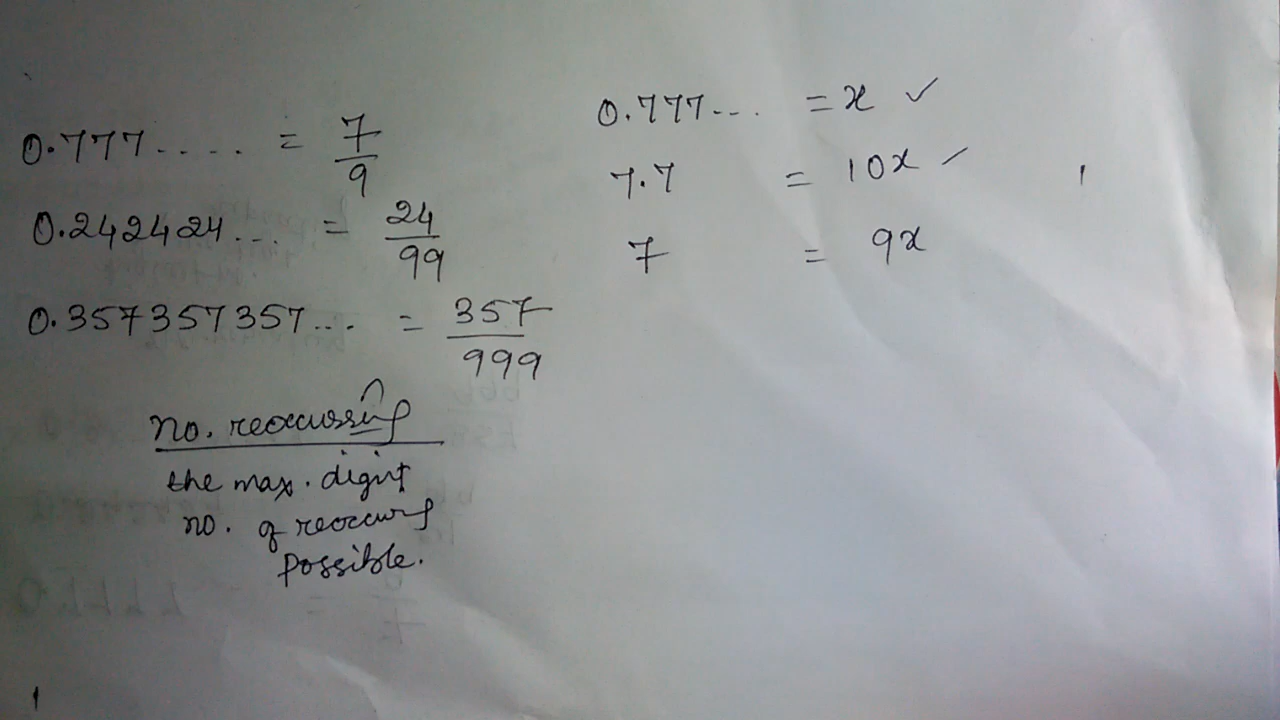 0.777.... = 7/9
0.242424... = 24/99
0.357357357... = 357/999
no. reoccurring
the max. digit
no. of reoccurring
possible.
0.777... = x ✓
7.7 = 10x
7 = 9x